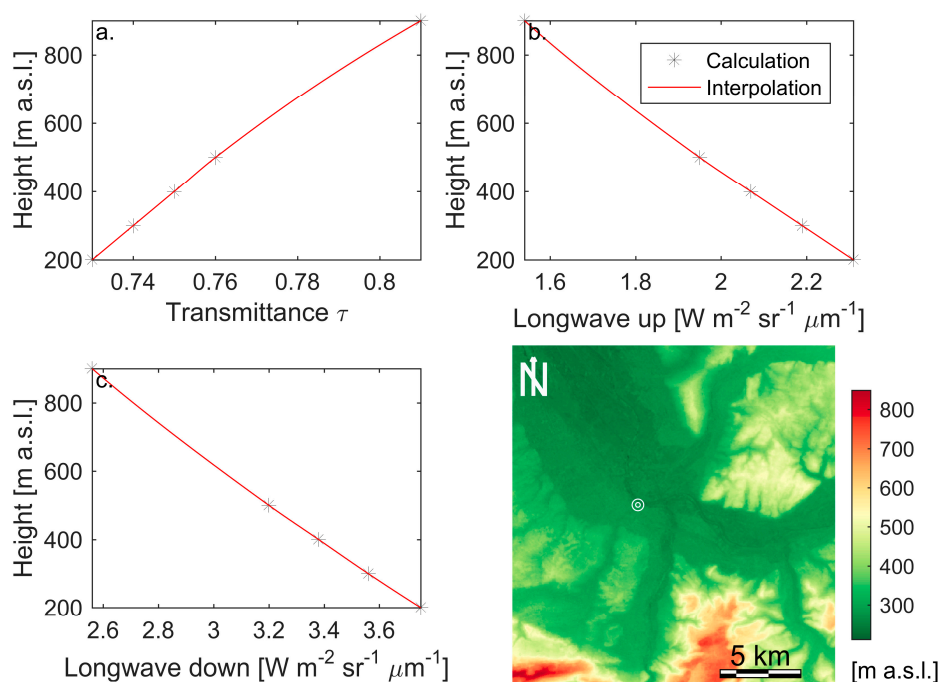 a.
800
600
400
200
Height [m a.s.l.]
0.74 0.76 0.78 0.8
Transmittance τ
b.
Calculation
Interpolation
800
600
400
200
Height [m a.s.l.]
1.6 1.8 2 2.2
Longwave up [W m⁻² sr⁻¹ μm⁻¹]
c.
800
600
400
200
Height [m a.s.l.]
2.6 2.8 3 3.2 3.4 3.6
Longwave down [W m⁻² sr⁻¹ μm⁻¹]
N
5 km
800
700
600
500
400
300
[m a.s.l.]